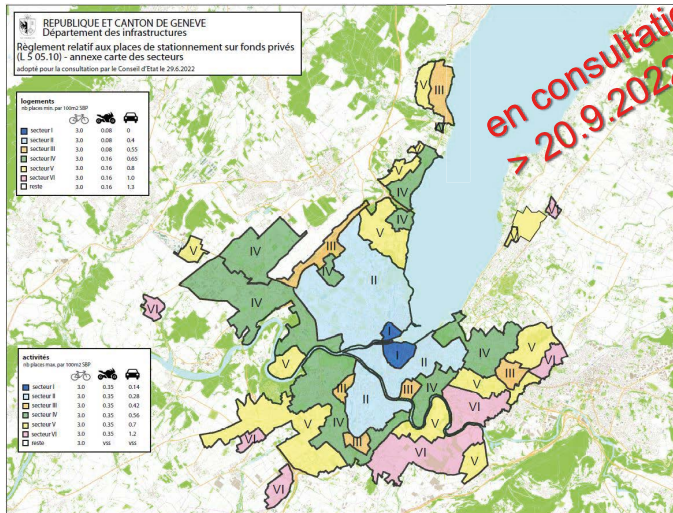 REPUBLIQUE ET CANTON DE GENEVE
Département des infrastructures
Règlement relatif aux places de stationnement sur fonds privés
(L 5 05.10) - annexe carte des secteurs
adopté pour la consultation par le Conseil d'Etat le 29.6.2022
en consultation
> 20.9.2022
logements
nb places min. par 100m2 SBP
secteur I 3.0 0.08 0
secteur II 3.0 0.08 0.4
secteur III 3.0 0.08 0.55
secteur IV 3.0 0.16 0.65
secteur V 3.0 0.16 0.8
secteur VI 3.0 0.16 1.0
reste 3.0 0.16 1.3
V III
V
IV
IV
V
III
IV
II
V
VI
V
IV
IV
VI
I
I
II
IV
V
V
III
VI
V
III
III
IV
II
VI
V
V
IV
III
VI
VI
V
VI
activités
nb places max. par 100m2 SBP
secteur I 3.0 0.35 0.14
secteur II 3.0 0.35 0.28
secteur III 3.0 0.35 0.42
secteur IV 3.0 0.35 0.56
secteur V 3.0 0.35 0.7
secteur VI 3.0 0.35 1.2
reste 3.0 vss vss